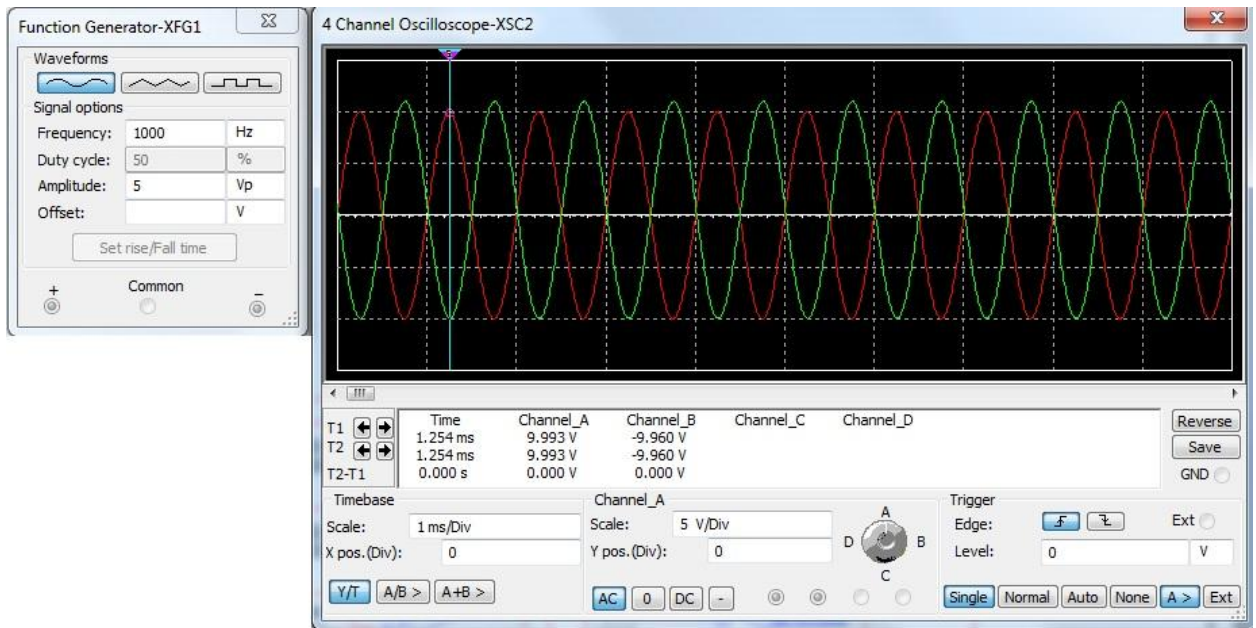 Function Generator-XFG1
Waveforms
Signal options
Frequency: 1000 Hz
Duty cycle: 50 %
Amplitude: 5 Vp
Offset: V
Set rise/Fall time
+ Common -
4 Channel Oscilloscope-XSC2
Time Channel_A Channel_B Channel_C Channel_D
T1 1.254 ms 9.993 V -9.960 V
T2 1.254 ms 9.993 V -9.960 V
T2-T1 0.000 s 0.000 V 0.000 V
Reverse
Save
GND
Timebase
Scale: 1 ms/Div
X pos.(Div): 0
Y/T A/B > A+B >
Channel_A
Scale: 5 V/Div
Y pos.(Div): 0
AC 0 DC -
A
D B
C
Trigger
Edge: Ext
Level: 0 V
Single Normal Auto None A > Ext